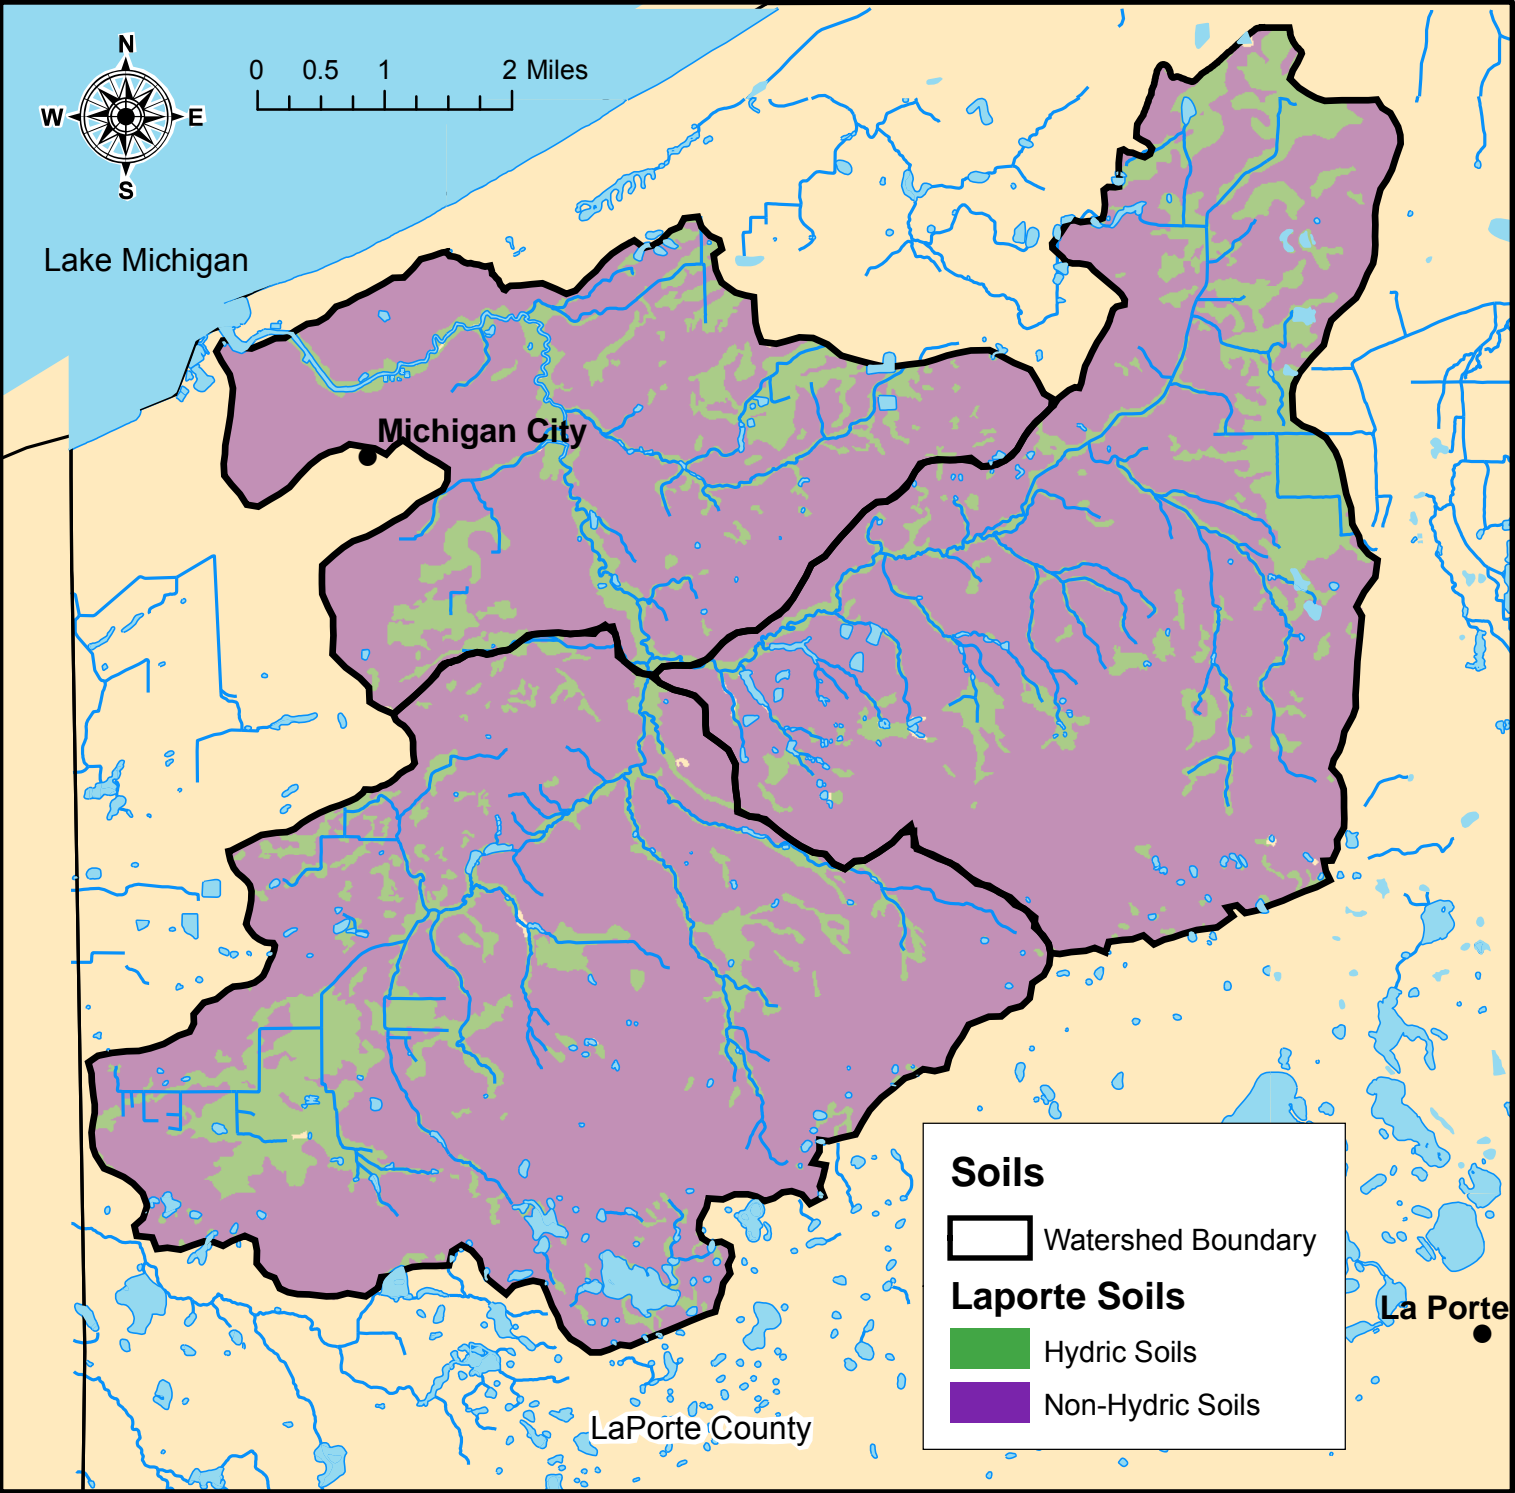 N
W E
S
0 0.5 1 2 Miles
Lake Michigan
Michigan City
Soils
Watershed Boundary
Laporte Soils
Hydric Soils
Non-Hydric Soils
La Porte
LaPorte County